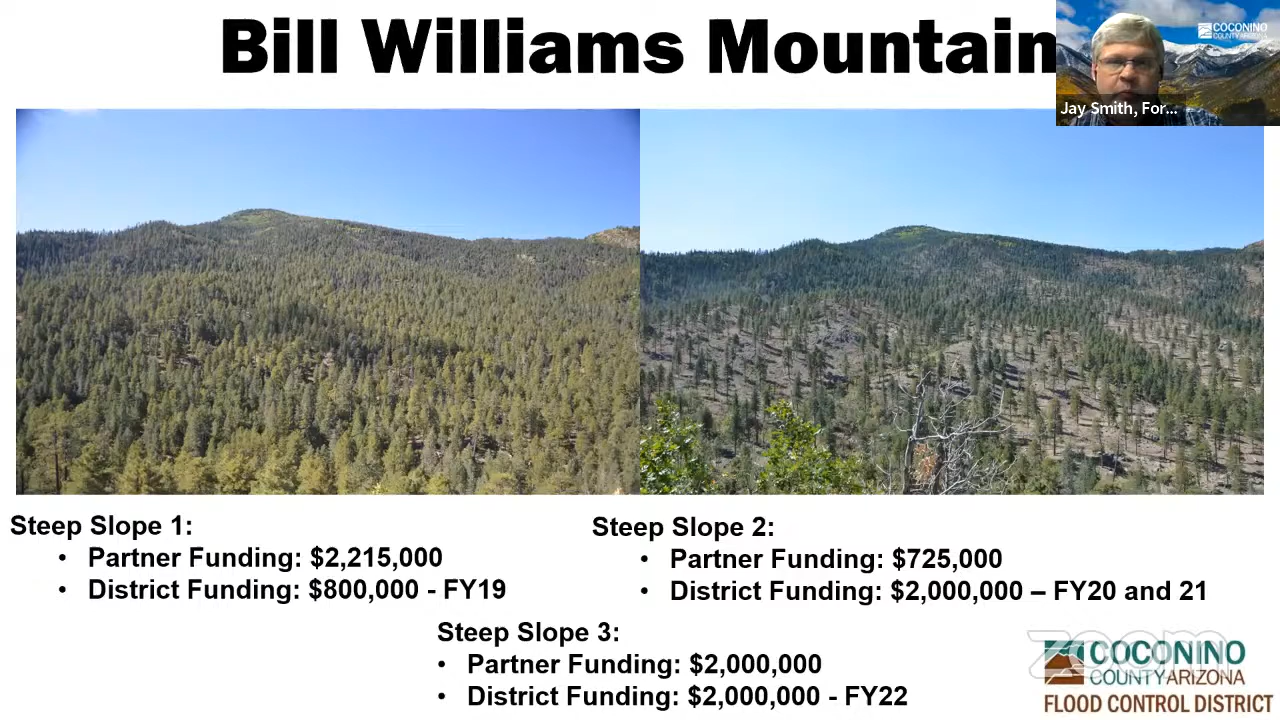 Bill Williams Mountain
COCONINO
COUNTY ARIZONA
Jay Smith, For...
Steep Slope 1:
• Partner Funding: $2,215,000
• District Funding: $800,000 - FY19
Steep Slope 2:
• Partner Funding: $725,000
• District Funding: $2,000,000 – FY20 and 21
Steep Slope 3:
• Partner Funding: $2,000,000
• District Funding: $2,000,000 - FY22
zoom
COCONINO
COUNTY ARIZONA
FLOOD CONTROL DISTRICT